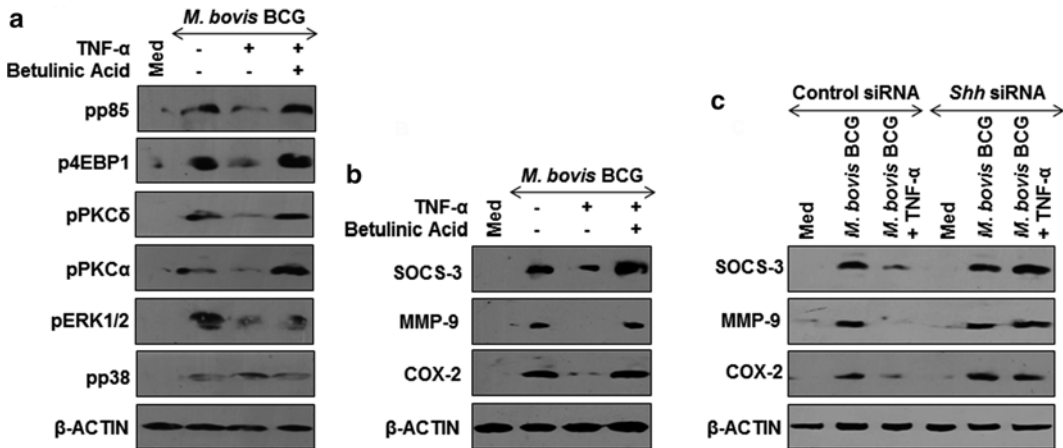 a
M. bovis BCG
Med
TNF-α - + +
Betulinic Acid - - +
pp85
p4EBP1
pPKCδ
pPKCα
pERK1/2
pp38
β-ACTIN
b
M. bovis BCG
Med
TNF-α - + +
Betulinic Acid - - +
SOCS-3
MMP-9
COX-2
β-ACTIN
c
Control siRNA Shh siRNA
Med
M. bovis BCG
M. bovis BCG
+ TNF-α
Med
M. bovis BCG
M. bovis BCG
+ TNF-α
SOCS-3
MMP-9
COX-2
β-ACTIN